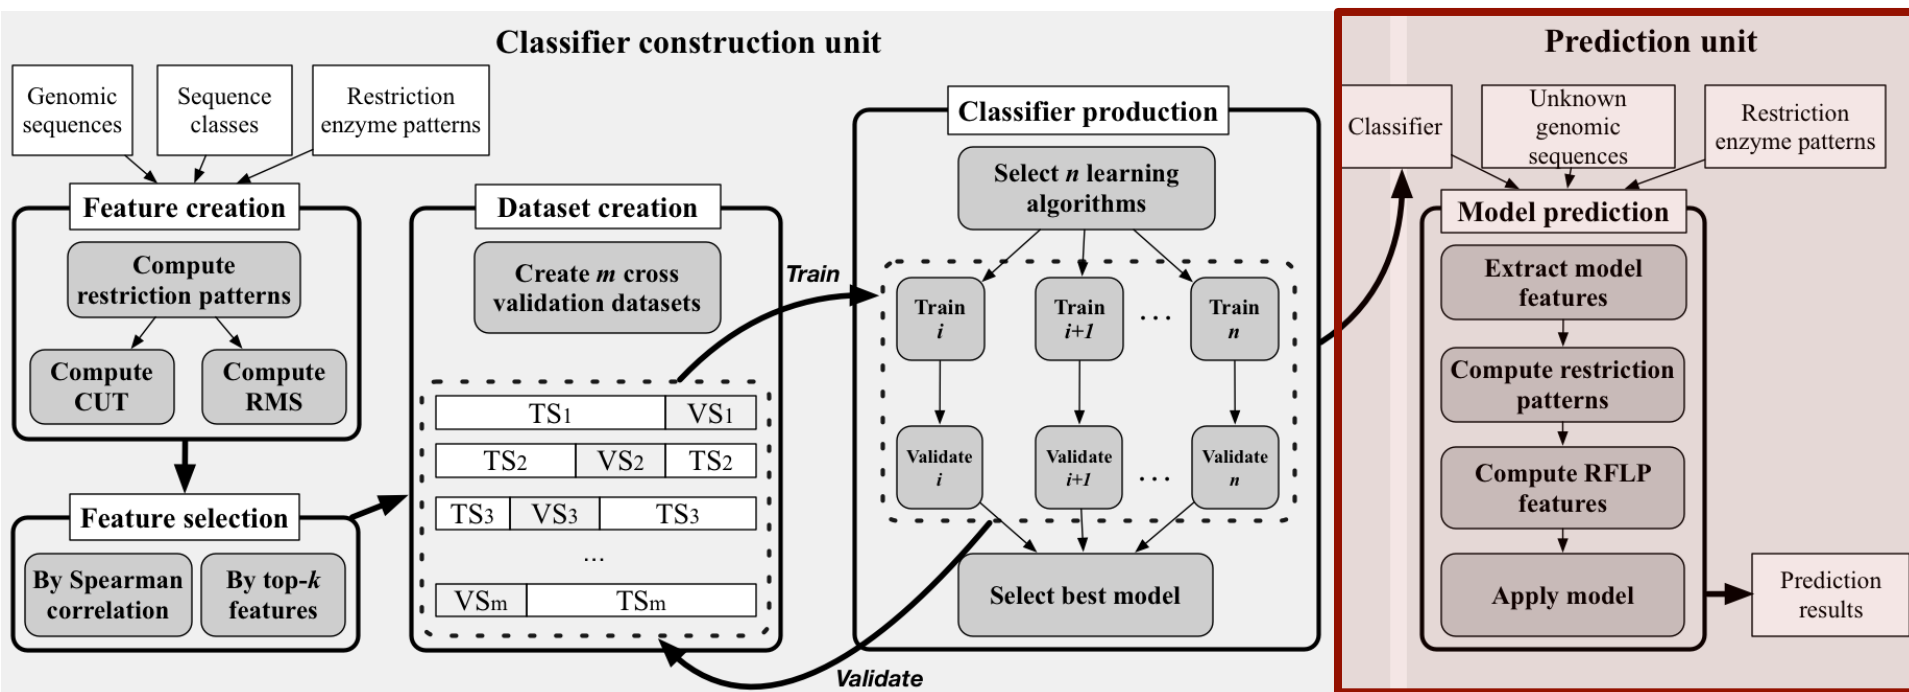 Classifier construction unit
Genomic
sequences
Sequence
classes
Restriction
enzyme patterns
Feature creation
Compute
restriction patterns
Compute
CUT
Compute
RMS
Feature selection
By Spearman
correlation
By top-k
features
Dataset creation
Create m cross
validation datasets
TS1 VS1
TS2 VS2 TS2
TS3 VS3 TS3
...
VSm TSm
Train
Validate
Classifier production
Select n learning
algorithms
Train
i
Train
i+1
...
Train
n
Validate
i
Validate
i+1
...
Validate
n
Select best model
Prediction unit
Classifier
Unknown
genomic
sequences
Restriction
enzyme patterns
Model prediction
Extract model
features
Compute restriction
patterns
Compute RFLP
features
Apply model
Prediction
results